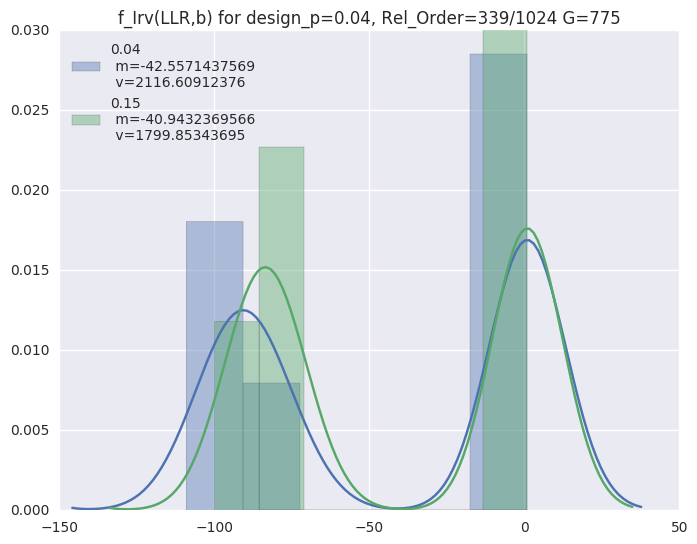 f_Irv(LLR,b) for design_p=0.04, Rel_Order=339/1024 G=775
0.030
0.04
m=-42.5571437569
v=2116.60912376
0.15
m=-40.9432369566
v=1799.85343695
0.025
0.020
0.015
0.010
0.005
0.000
−150
−100
−50
0
50